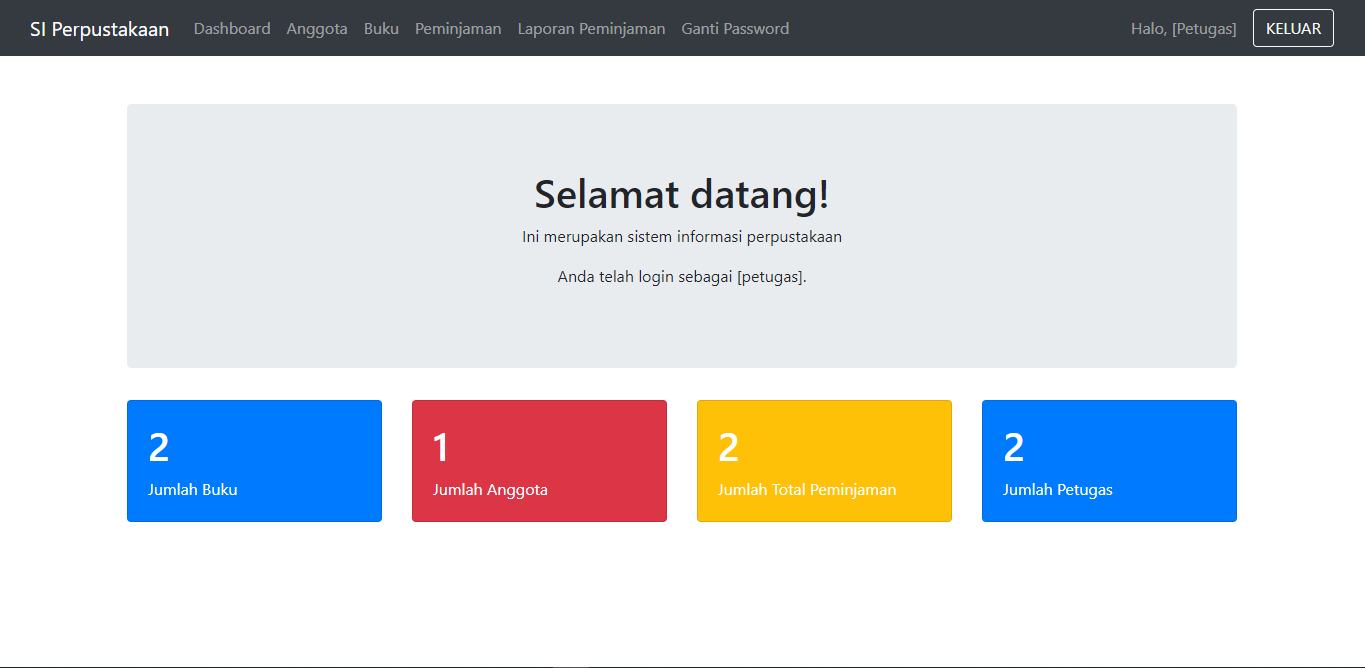 SI Perpustakaan Dashboard Anggota Buku Peminjaman Laporan Peminjaman Ganti Password Halo, [Petugas] KELUAR
Selamat datang!
Ini merupakan sistem informasi perpustakaan
Anda telah login sebagai [petugas].
2
Jumlah Buku
1
Jumlah Anggota
2
Jumlah Total Peminjaman
2
Jumlah Petugas